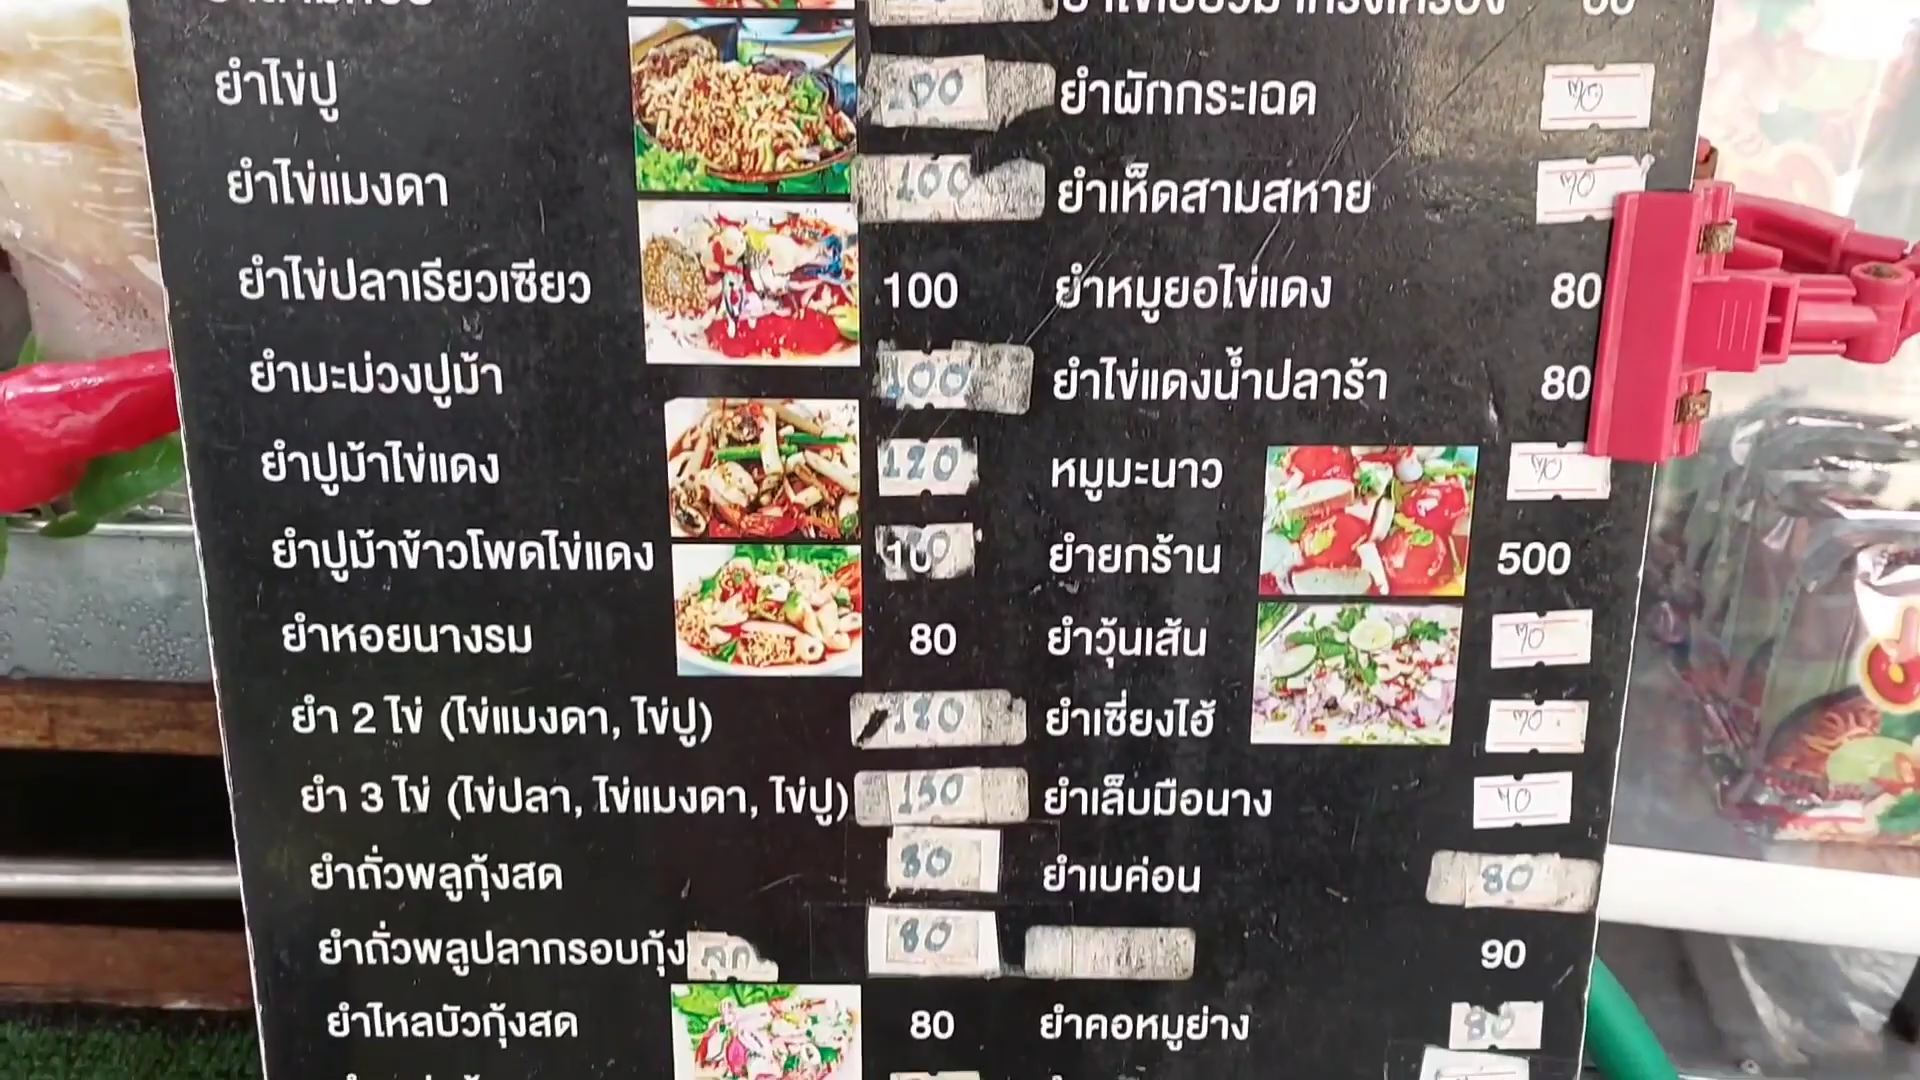 ยำไข่ปู 100
ยำไข่แมงดา 100
ยำไข่ปลาเรียวเซียว 100
ยำมะม่วงปูม้า 100
ยำปูม้าไข่แดง 120
ยำปูม้าข้าวโพดไข่แดง
ยำหอยนางรม 80
ยำ 2 ไข่ (ไข่แมงดา, ไข่ปู) 120
ยำ 3 ไข่ (ไข่ปลา, ไข่แมงดา, ไข่ปู) 150
ยำถั่วพลูกุ้งสด 80
ยำถั่วพลูปลากรอบกุ้งสุก 80
ยำไหลบัวกุ้งสด 80
ยำผักกระเฉด 70
ยำเห็ดสามสหาย 70
ยำหมูยอไข่แดง 80
ยำไข่แดงน้ำปลาร้า 80
หมูมะนาว 70
ยำยกร้าน 500
ยำวุ้นเส้น 70
ยำเซี่ยงไฮ้ 70
ยำเล็บมือนาง 70
ยำเบค่อน 80
90
ยำคอหมูย่าง 80